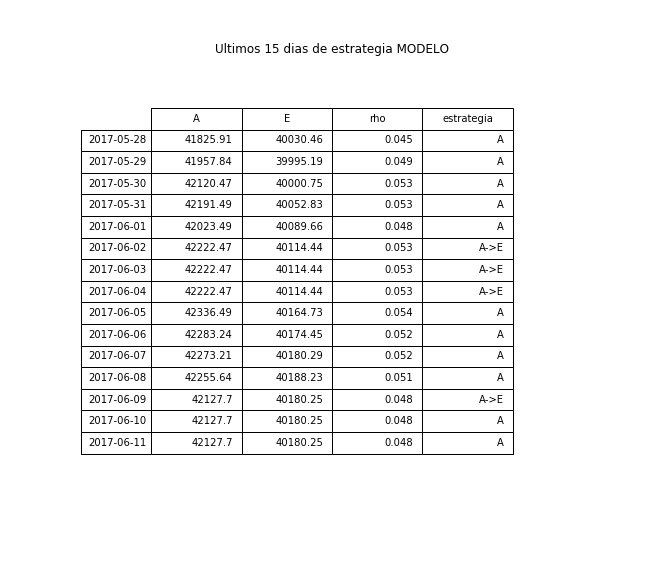 Ultimos 15 dias de estrategia MODELO
A E rho estrategia
2017-05-28 41825.91 40030.46 0.045 A
2017-05-29 41957.84 39995.19 0.049 A
2017-05-30 42120.47 40000.75 0.053 A
2017-05-31 42191.49 40052.83 0.053 A
2017-06-01 42023.49 40089.66 0.048 A
2017-06-02 42222.47 40114.44 0.053 A->E
2017-06-03 42222.47 40114.44 0.053 A->E
2017-06-04 42222.47 40114.44 0.053 A->E
2017-06-05 42336.49 40164.73 0.054 A
2017-06-06 42283.24 40174.45 0.052 A
2017-06-07 42273.21 40180.29 0.052 A
2017-06-08 42255.64 40188.23 0.051 A
2017-06-09 42127.7 40180.25 0.048 A->E
2017-06-10 42127.7 40180.25 0.048 A
2017-06-11 42127.7 40180.25 0.048 A